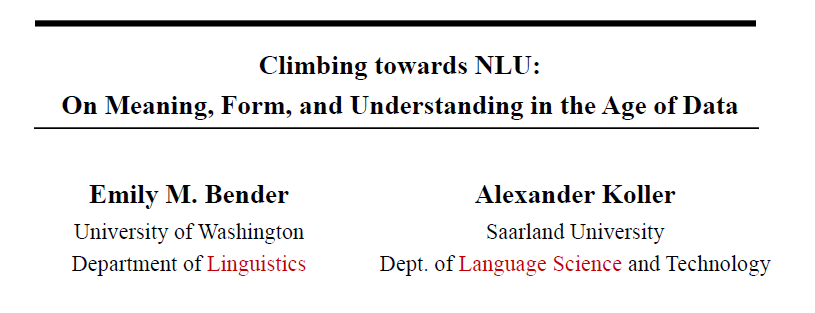 Climbing towards NLU:
On Meaning, Form, and Understanding in the Age of Data
Emily M. Bender
University of Washington
Department of Linguistics
Alexander Koller
Saarland University
Dept. of Language Science and Technology